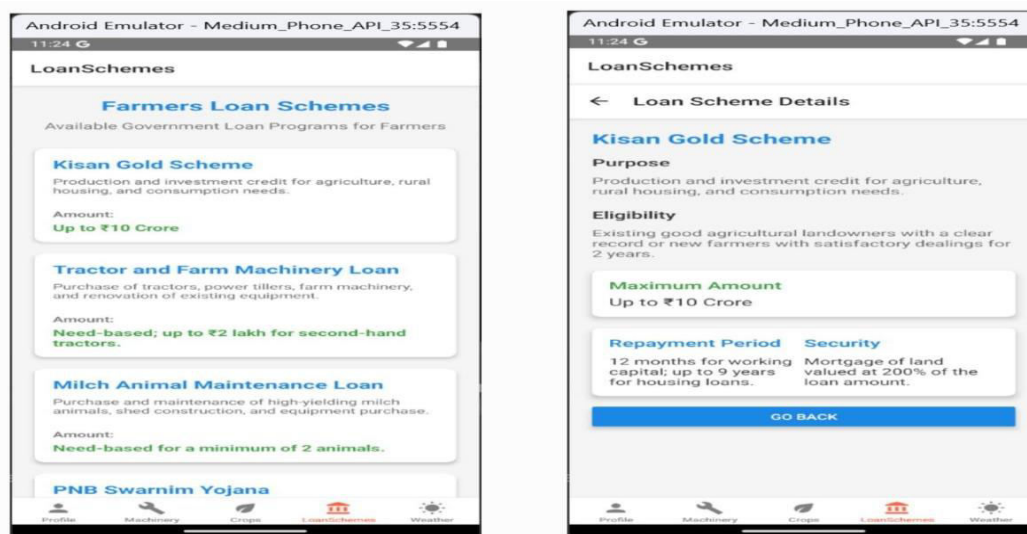 Android Emulator - Medium_Phone_API_35:5554
11:24 G
LoanSchemes
Farmers Loan Schemes
Available Government Loan Programs for Farmers
Kisan Gold Scheme
Production and investment credit for agriculture, rural
housing, and consumption needs.
Amount:
Up to ₹10 Crore
Tractor and Farm Machinery Loan
Purchase of tractors, power tillers, farm machinery,
and renovation of existing equipment.
Amount:
Need-based; up to ₹2 lakh for second-hand
tractors.
Milch Animal Maintenance Loan
Purchase and maintenance of high-yielding milch
animals, shed construction, and equipment purchase.
Amount:
Need-based for a minimum of 2 animals.
PNB Swarnim Yojana
Profile Machinery Crops LoanSchemes Weather
Android Emulator - Medium_Phone_API_35:5554
11:24 G
LoanSchemes
← Loan Scheme Details
Kisan Gold Scheme
Purpose
Production and investment credit for agriculture,
rural housing, and consumption needs.
Eligibility
Existing good agricultural landowners with a clear
record or new farmers with satisfactory dealings for
2 years.
Maximum Amount
Up to ₹10 Crore
Repayment Period
12 months for working
capital; up to 9 years
for housing loans.
Security
Mortgage of land
valued at 200% of the
loan amount.
GO BACK
Profile Machinery Crops LoanSchemes Weather